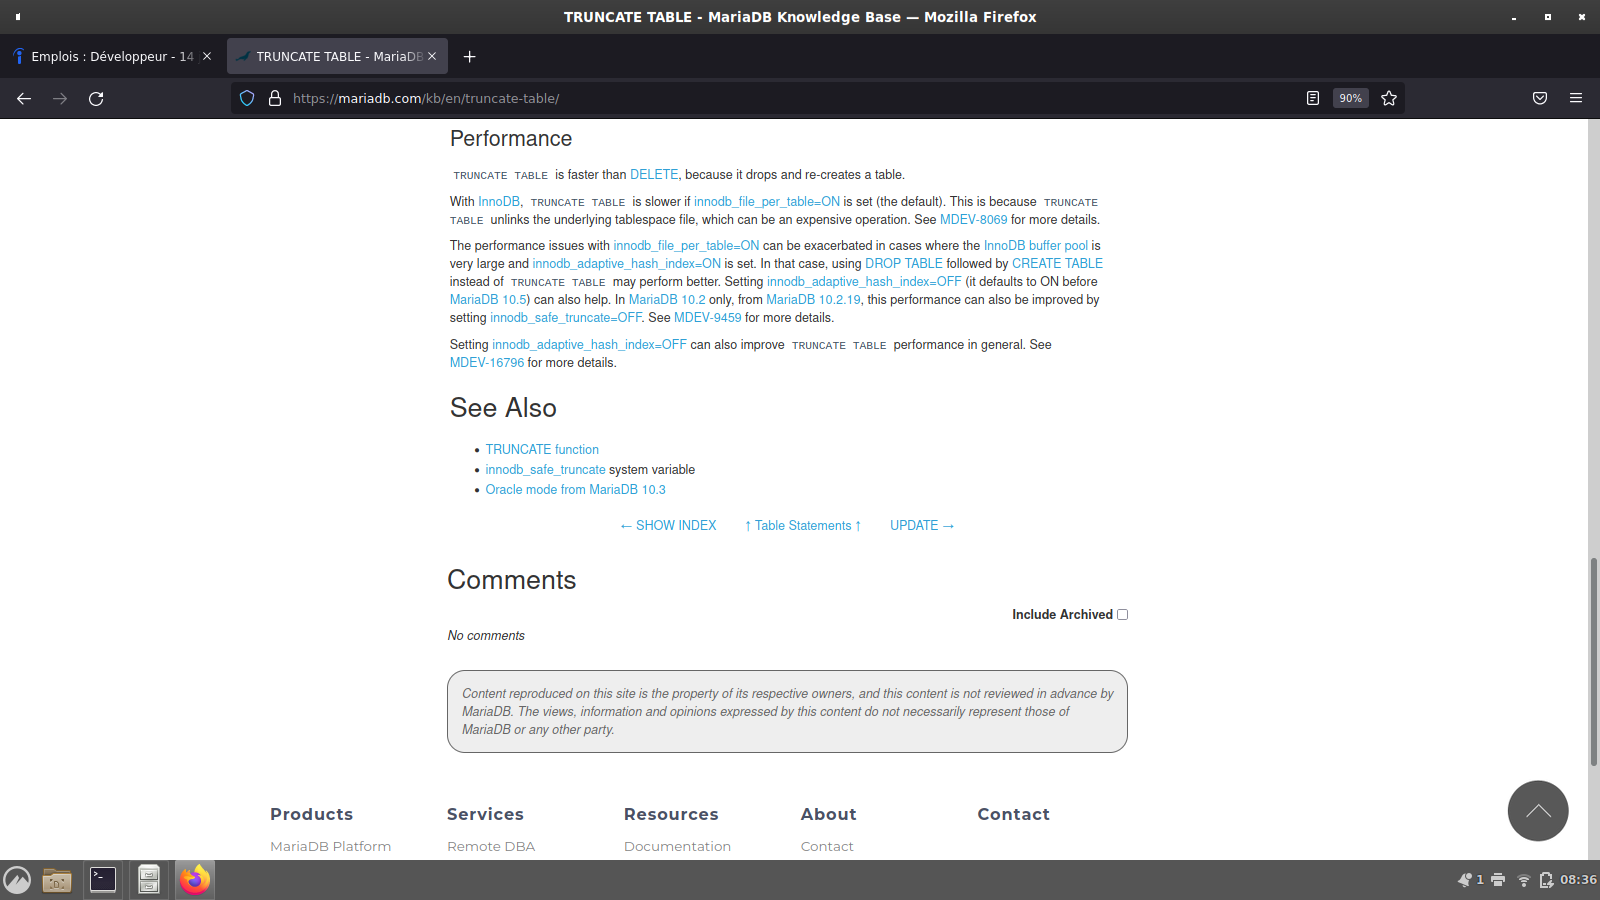 TRUNCATE TABLE - MariaDB Knowledge Base — Mozilla Firefox
Emplois : Développeur - 14
TRUNCATE TABLE - MariaDB
https://mariadb.com/kb/en/truncate-table/
90%
Performance
TRUNCATE TABLE is faster than DELETE, because it drops and re-creates a table.
With InnoDB, TRUNCATE TABLE is slower if innodb_file_per_table=ON is set (the default). This is because TRUNCATE
TABLE unlinks the underlying tablespace file, which can be an expensive operation. See MDEV-8069 for more details.
The performance issues with innodb_file_per_table=ON can be exacerbated in cases where the InnoDB buffer pool is
very large and innodb_adaptive_hash_index=ON is set. In that case, using DROP TABLE followed by CREATE TABLE
instead of TRUNCATE TABLE may perform better. Setting innodb_adaptive_hash_index=OFF (it defaults to ON before
MariaDB 10.5) can also help. In MariaDB 10.2 only, from MariaDB 10.2.19, this performance can also be improved by
setting innodb_safe_truncate=OFF. See MDEV-9459 for more details.
Setting innodb_adaptive_hash_index=OFF can also improve TRUNCATE TABLE performance in general. See
MDEV-16796 for more details.
See Also
• TRUNCATE function
• innodb_safe_truncate system variable
• Oracle mode from MariaDB 10.3
← SHOW INDEX ↑ Table Statements ↑ UPDATE →
Comments
Include Archived
No comments
Content reproduced on this site is the property of its respective owners, and this content is not reviewed in advance by
MariaDB. The views, information and opinions expressed by this content do not necessarily represent those of
MariaDB or any other party.
Products Services Resources About Contact
MariaDB Platform Remote DBA Documentation Contact
1 08:36